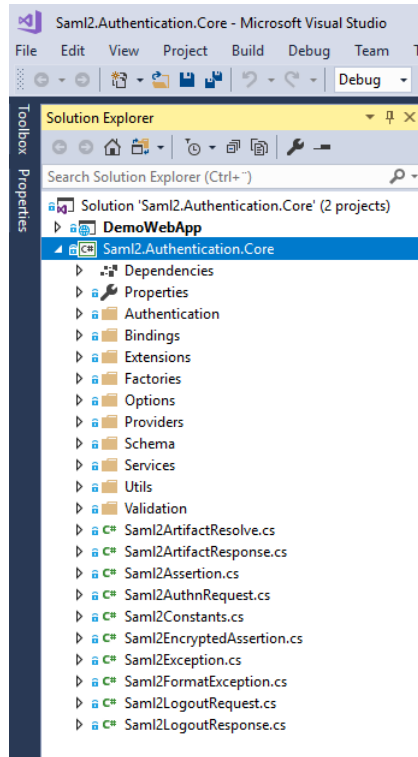 Saml2.Authentication.Core - Microsoft Visual Studio
File Edit View Project Build Debug Team
Debug
Toolbox
Properties
Solution Explorer
Search Solution Explorer (Ctrl+¨)
Solution 'Saml2.Authentication.Core' (2 projects)
DemoWebApp
C# Saml2.Authentication.Core
Dependencies
Properties
Authentication
Bindings
Extensions
Factories
Options
Providers
Schema
Services
Utils
Validation
C# Saml2ArtifactResolve.cs
C# Saml2ArtifactResponse.cs
C# Saml2Assertion.cs
C# Saml2AuthnRequest.cs
C# Saml2Constants.cs
C# Saml2EncryptedAssertion.cs
C# Saml2Exception.cs
C# Saml2FormatException.cs
C# Saml2LogoutRequest.cs
C# Saml2LogoutResponse.cs